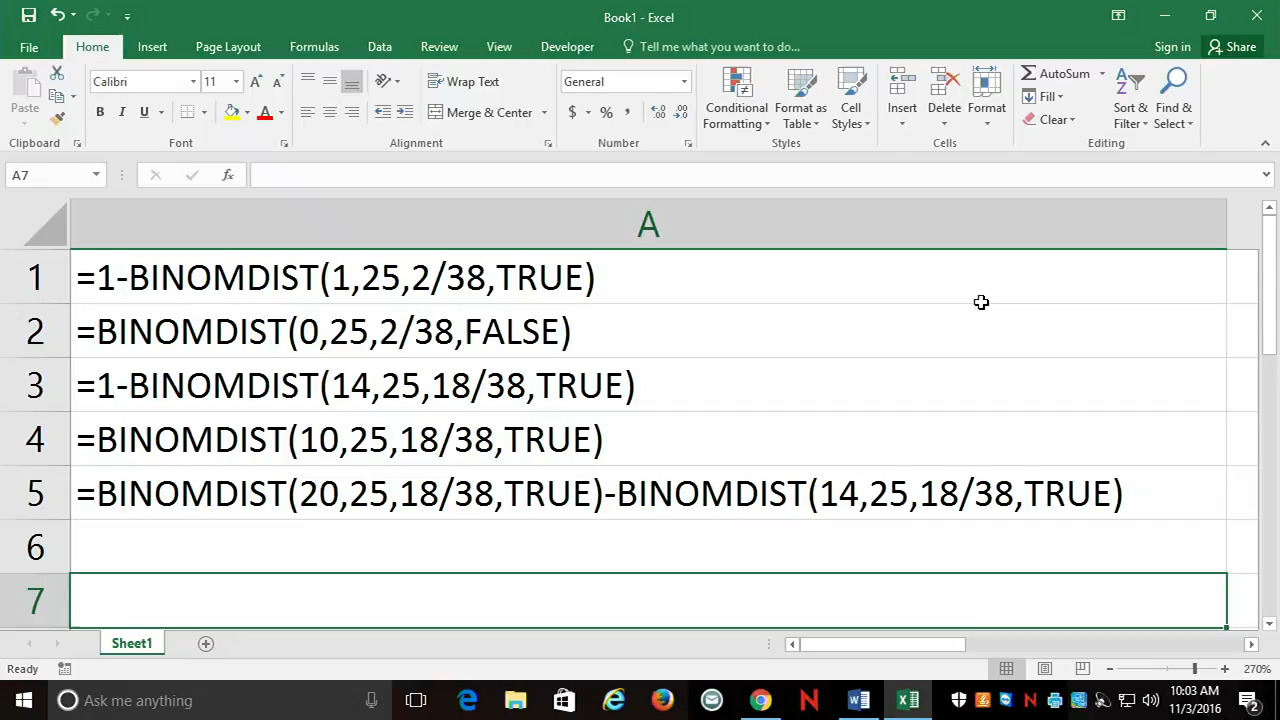 Book1 - Excel
File Home Insert Page Layout Formulas Data Review View Developer Tell me what you want to do... Sign in Share
Paste
Clipboard
Calibri 11
B I U
Font
Wrap Text
Merge & Center
Alignment
General
$ % ,
Number
Conditional Formatting
Format as Table
Cell Styles
Styles
Insert Delete Format
Cells
AutoSum
Fill
Clear
Sort & Filter
Find & Select
Editing
A7 fx
A
1 =1-BINOMDIST(1,25,2/38,TRUE)
2 =BINOMDIST(0,25,2/38,FALSE)
3 =1-BINOMDIST(14,25,18/38,TRUE)
4 =BINOMDIST(10,25,18/38,TRUE)
5 =BINOMDIST(20,25,18/38,TRUE)-BINOMDIST(14,25,18/38,TRUE)
6
7
Sheet1
Ready 270%
Ask me anything
10:03 AM
11/3/2016
2